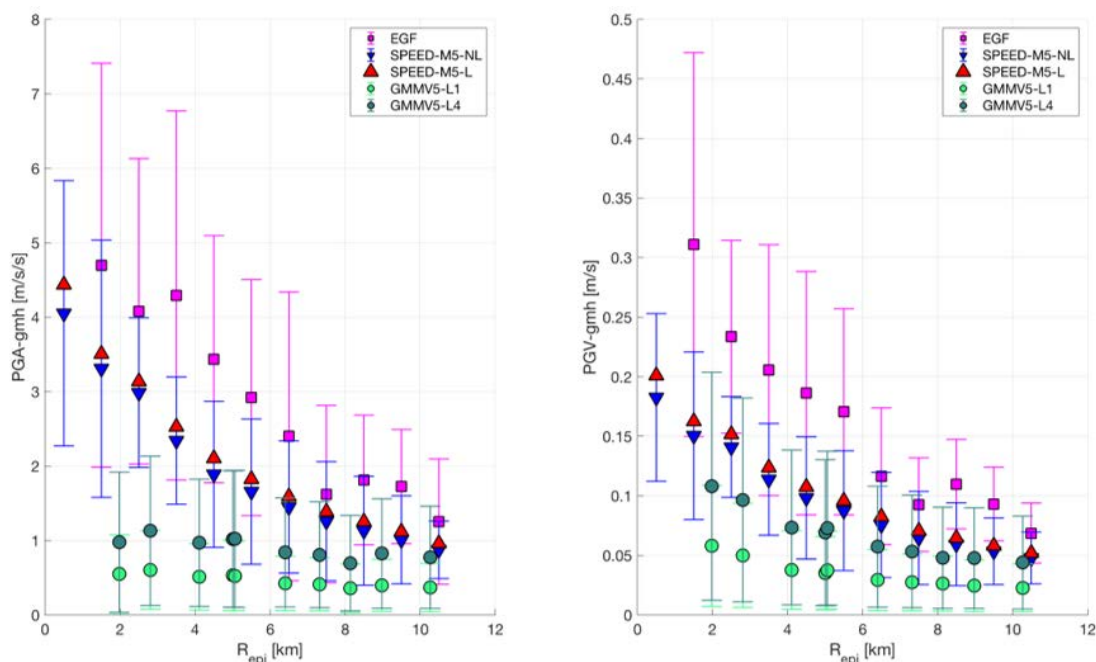 8
7
6
5
4
3
2
1
0
PGA-gmh [m/s/s]
EGF
SPEED-M5-NL
SPEED-M5-L
GMMV5-L1
GMMV5-L4
0 2 4 6 8 10 12
R_epi [km]
0.5
0.45
0.4
0.35
0.3
0.25
0.2
0.15
0.1
0.05
0
PGV-gmh [m/s]
EGF
SPEED-M5-NL
SPEED-M5-L
GMMV5-L1
GMMV5-L4
0 2 4 6 8 10 12
R_epi [km]